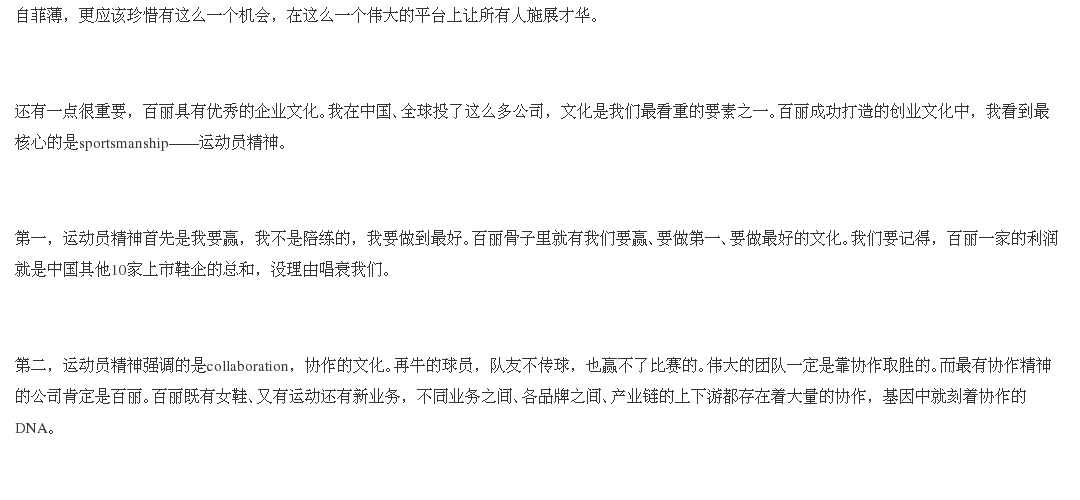 自菲薄，更应该珍惜有这么一个机会，在这么一个伟大的平台上让所有人施展才华。
还有一点很重要，百丽具有优秀的企业文化。我在中国、全球投了这么多公司，文化是我们最看重的要素之一。百丽成功打造的创业文化中，我看到最
核心的是sportsmanship——运动员精神。
第一，运动员精神首先是我要赢，我不是陪练的，我要做到最好。百丽骨子里就有我们要赢、要做第一、要做最好的文化。我们要记得，百丽一家的利润
就是中国其他10家上市鞋企的总和，没理由唱衰我们。
第二，运动员精神强调的是collaboration，协作的文化。再牛的球员，队友不传球，也赢不了比赛的。伟大的团队一定是靠协作取胜的。而最有协作精神
的公司肯定是百丽。百丽既有女鞋、又有运动还有新业务，不同业务之间、各品牌之间、产业链的上下游都存在着大量的协作，基因中就刻着协作的
DNA。